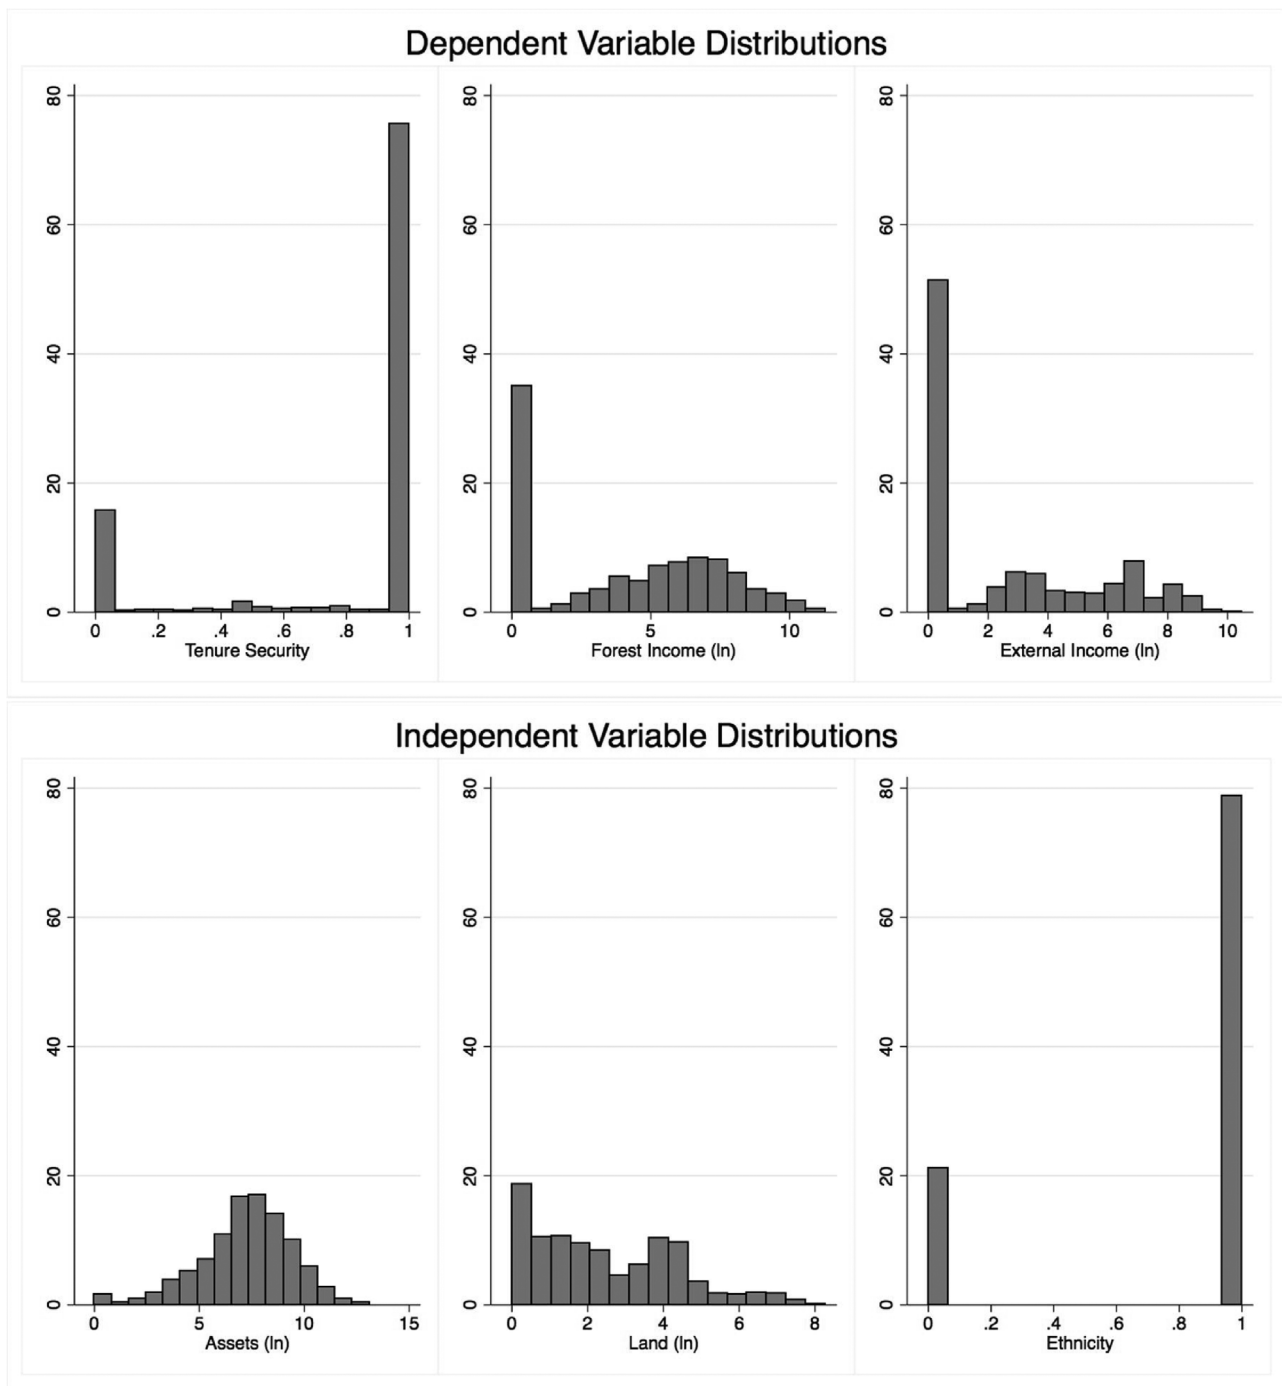 Dependent Variable Distributions
80
60
40
20
0
0 .2 .4 .6 .8 1
Tenure Security
80
60
40
20
0
0 5 10
Forest Income (ln)
80
60
40
20
0
0 2 4 6 8 10
External Income (ln)
Independent Variable Distributions
80
60
40
20
0
0 5 10 15
Assets (ln)
80
60
40
20
0
0 2 4 6 8
Land (ln)
80
60
40
20
0
0 .2 .4 .6 .8 1
Ethnicity